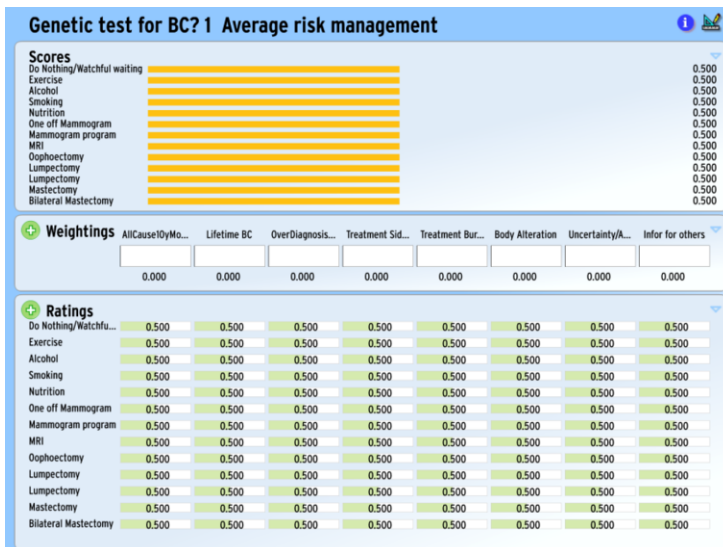 Genetic test for BC? 1 Average risk management
Scores
Do Nothing/Watchful waiting 0.500
Exercise 0.500
Alcohol 0.500
Smoking 0.500
Nutrition 0.500
One off Mammogram 0.500
Mammogram program 0.500
MRI 0.500
Oophoectomy 0.500
Lumpectomy 0.500
Lumpectomy 0.500
Mastectomy 0.500
Bilateral Mastectomy 0.500
Weightings AllCause10yMo... Lifetime BC OverDiagnosis... Treatment Sid... Treatment Bur... Body Alteration Uncertainty/A... Infor for others
0.000 0.000 0.000 0.000 0.000 0.000 0.000 0.000
Ratings
Do Nothing/Watchfu... 0.500 0.500 0.500 0.500 0.500 0.500 0.500 0.500
Exercise 0.500 0.500 0.500 0.500 0.500 0.500 0.500 0.500
Alcohol 0.500 0.500 0.500 0.500 0.500 0.500 0.500 0.500
Smoking 0.500 0.500 0.500 0.500 0.500 0.500 0.500 0.500
Nutrition 0.500 0.500 0.500 0.500 0.500 0.500 0.500 0.500
One off Mammogram 0.500 0.500 0.500 0.500 0.500 0.500 0.500 0.500
Mammogram program 0.500 0.500 0.500 0.500 0.500 0.500 0.500 0.500
MRI 0.500 0.500 0.500 0.500 0.500 0.500 0.500 0.500
Oophoectomy 0.500 0.500 0.500 0.500 0.500 0.500 0.500 0.500
Lumpectomy 0.500 0.500 0.500 0.500 0.500 0.500 0.500 0.500
Lumpectomy 0.500 0.500 0.500 0.500 0.500 0.500 0.500 0.500
Mastectomy 0.500 0.500 0.500 0.500 0.500 0.500 0.500 0.500
Bilateral Mastectomy 0.500 0.500 0.500 0.500 0.500 0.500 0.500 0.500